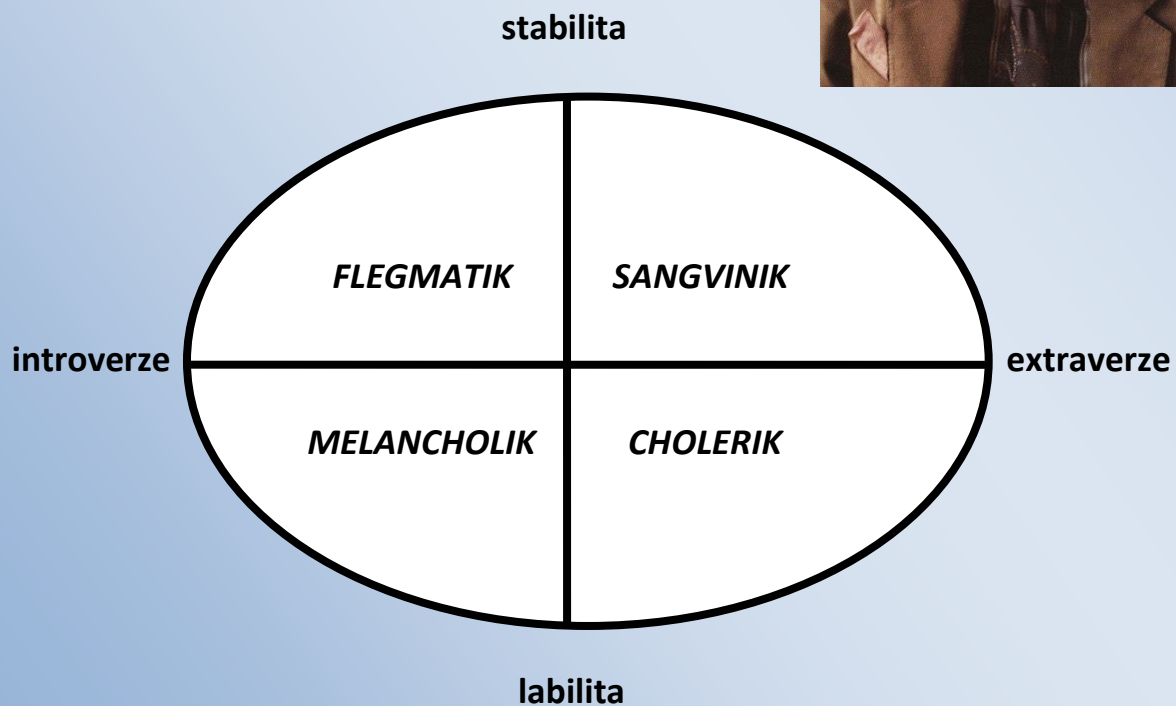 stabilita
FLEGMATIK SANGVINIK
introverze extraverze
MELANCHOLIK CHOLERIK
labilita